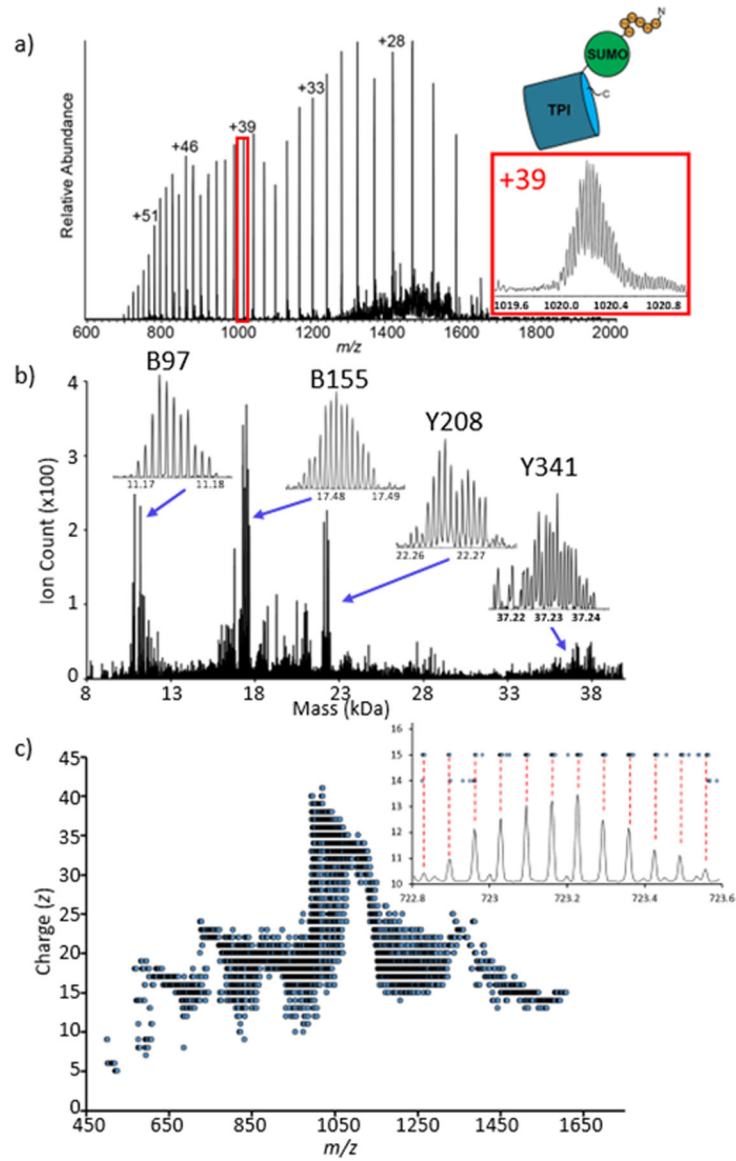 a)
Relative Abundance
+51
+46
+39
+33
+28
N
SUMO
C
TPI
+39
1019.6 1020.0 1020.4 1020.8
600 800 1000 1200 1400 1600 1800 2000
m/z
b)
B97
B155
Y208
Y341
Ion Count (x100)
4
3
2
1
0
11.17 11.18
17.48 17.49
22.26 22.27
37.22 37.23 37.24
8 13 18 23 28 33 38
Mass (kDa)
c)
Charge (z)
45
40
35
30
25
20
15
10
5
0
16
15
14
13
12
11
10
722.8 723 723.2 723.4 723.6
450 650 850 1050 1250 1450 1650
m/z